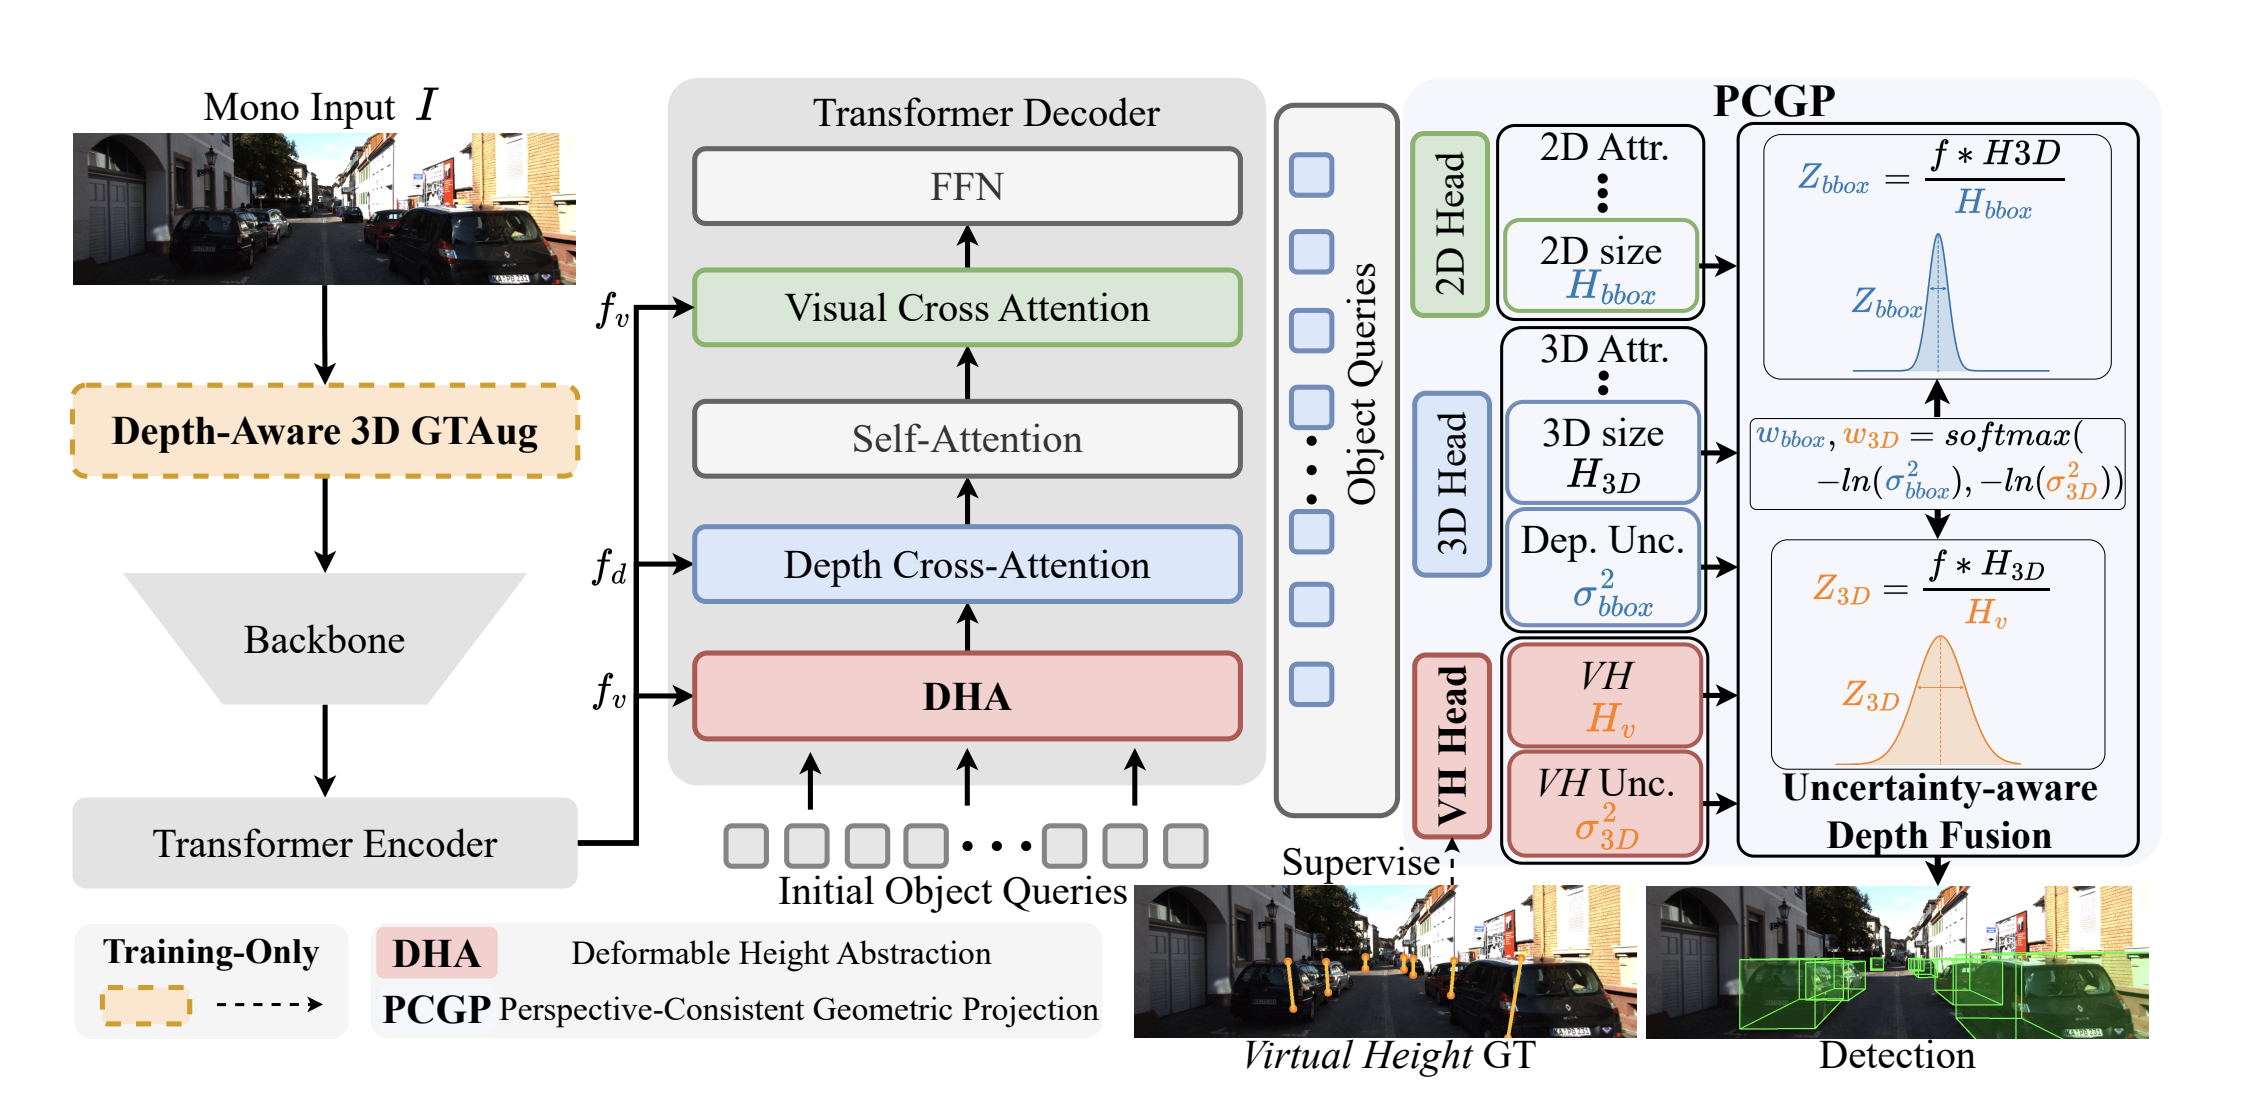 Mono Input I
Depth-Aware 3D GTAug
Backbone
Transformer Encoder
f_v
f_d
f_v
Transformer Decoder
FFN
Visual Cross Attention
Self-Attention
Depth Cross-Attention
DHA
Initial Object Queries
Object Queries
PCGP
2D Head
2D Attr.
2D size
H_bbox
3D Head
3D Attr.
3D size
H_3D
Dep. Unc.
σ²_bbox
VH Head
VH
H_v
VH Unc.
σ²_3D
Z_bbox = f * H3D / H_bbox
Z_bbox
w_bbox, w_3D = softmax(
-ln(σ²_bbox), -ln(σ²_3D))
Z_3D = f * H_3D / H_v
Z_3D
Uncertainty-aware
Depth Fusion
Supervise
Virtual Height GT
Detection
Training-Only
DHA Deformable Height Abstraction
PCGP Perspective-Consistent Geometric Projection